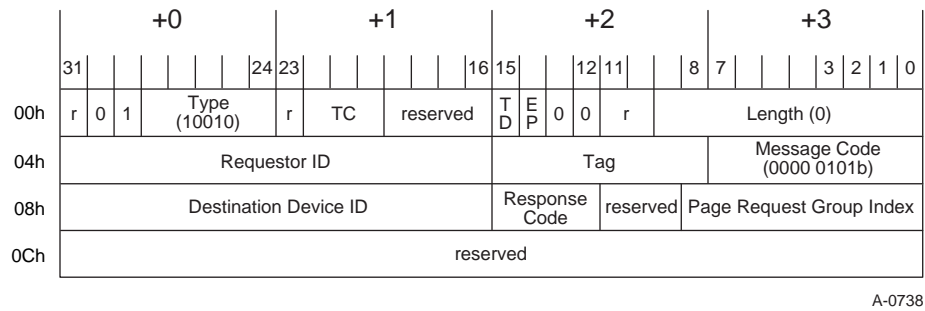 +0 +1 +2 +3
31 24 23 16 15 12 11 8 7 3 2 1 0
00h r 0 1 Type (10010) r TC reserved TD EP 0 0 r Length (0)
04h Requestor ID Tag Message Code (0000 0101b)
08h Destination Device ID Response Code reserved Page Request Group Index
0Ch reserved
A-0738